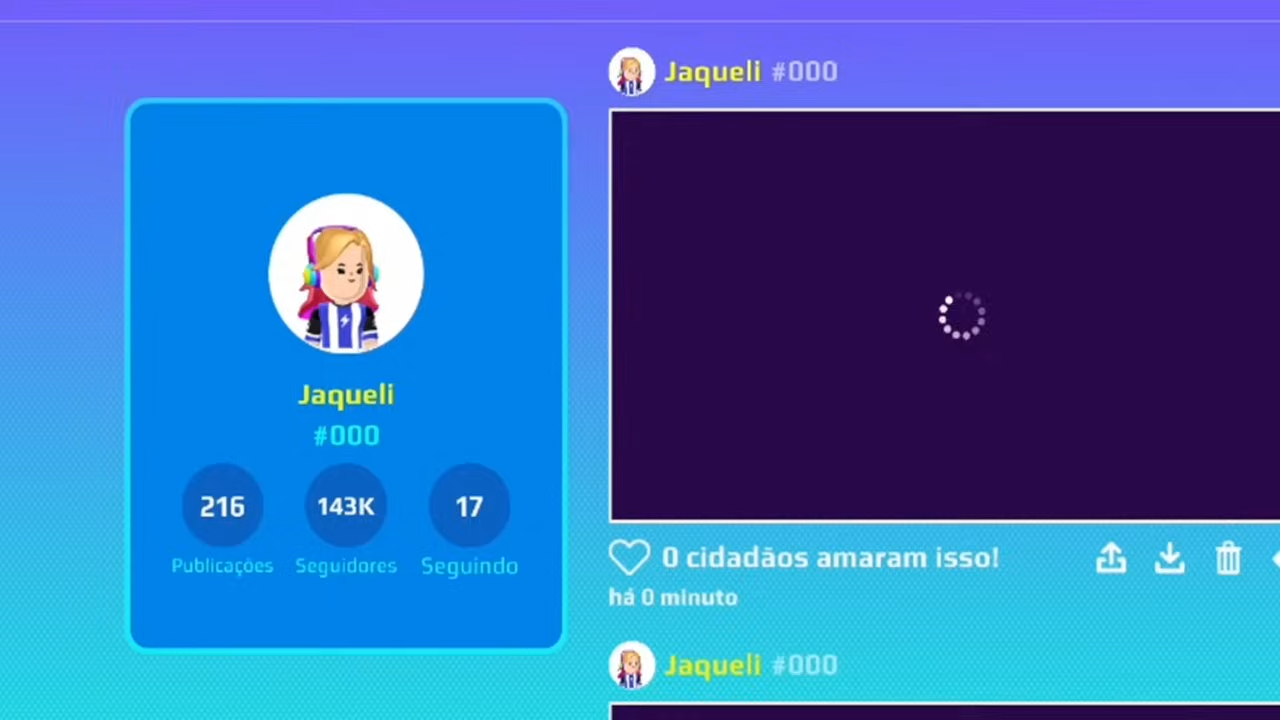 Jaqueli #000
Jaqueli
#000
216 143K 17
Publicações Seguidores Seguindo
0 cidadãos amaram isso!
há 0 minuto
Jaqueli #000